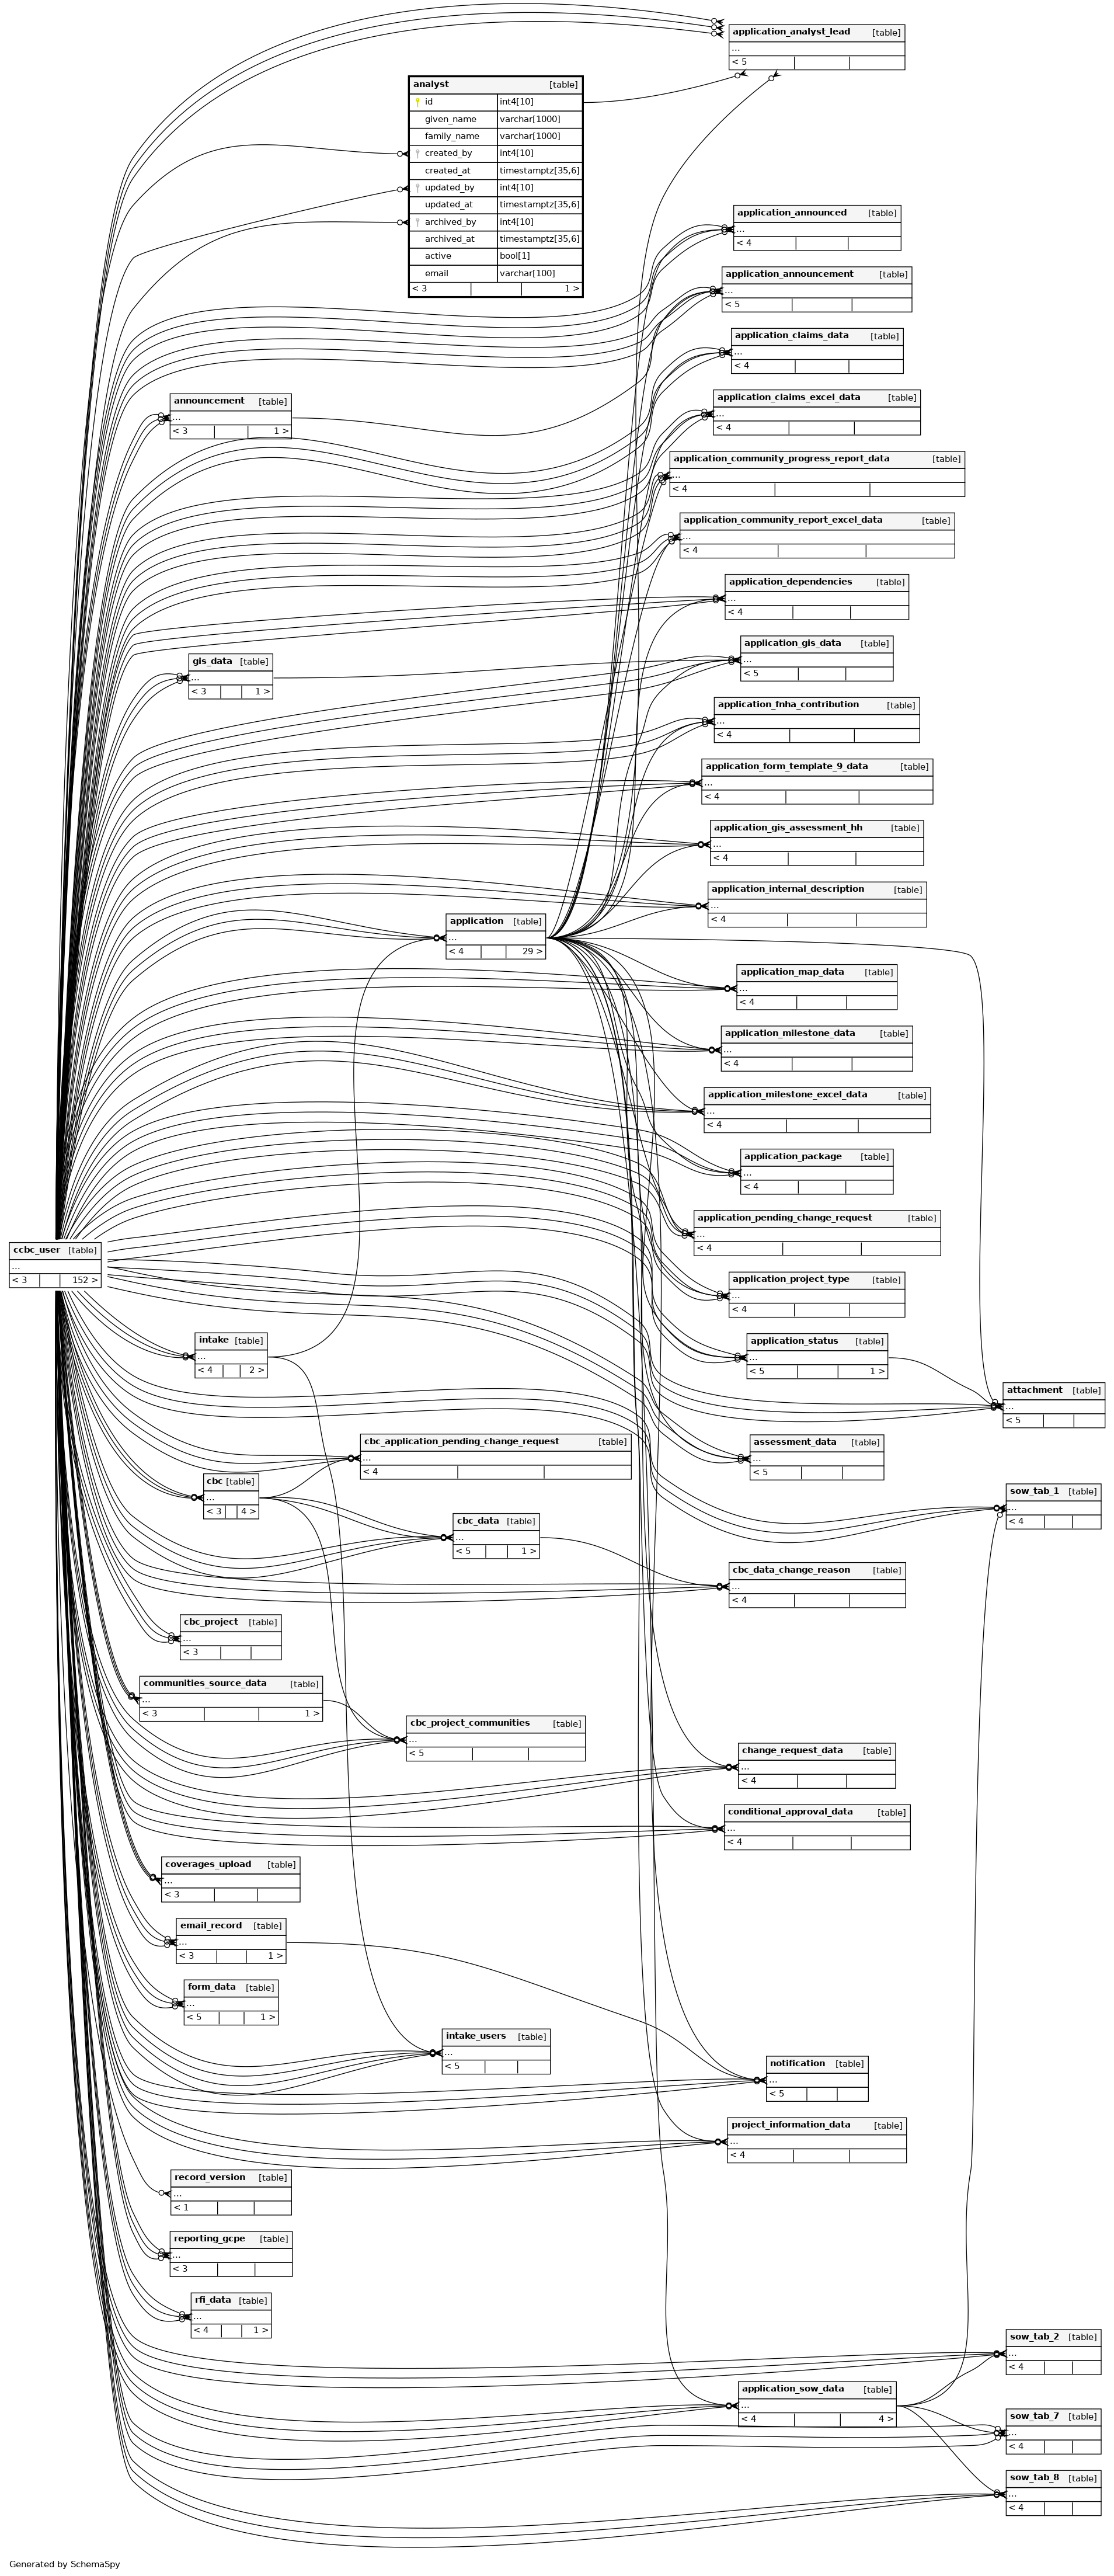 application_analyst_lead [table]
...
< 5
analyst [table]
id int4[10]
given_name varchar[1000]
family_name varchar[1000]
created_by int4[10]
created_at timestamptz[35,6]
updated_by int4[10]
updated_at timestamptz[35,6]
archived_by int4[10]
archived_at timestamptz[35,6]
active bool[1]
email varchar[100]
< 3 1 >
application_announced [table]
...
< 4
application_announcement [table]
...
< 5
application_claims_data [table]
...
< 4
application_claims_excel_data [table]
...
< 4
announcement [table]
...
< 3 1 >
application_community_progress_report_data [table]
...
< 4
application_community_report_excel_data [table]
...
< 4
application_dependencies [table]
...
< 4
application_gis_data [table]
...
< 5
gis_data [table]
...
< 3 1 >
application_fnha_contribution [table]
...
< 4
application_form_template_9_data [table]
...
< 4
application_gis_assessment_hh [table]
...
< 4
application_internal_description [table]
...
< 4
application [table]
...
< 4 29 >
application_map_data [table]
...
< 4
application_milestone_data [table]
...
< 4
application_milestone_excel_data [table]
...
< 4
application_package [table]
...
< 4
application_pending_change_request [table]
...
< 4
ccbc_user [table]
...
< 3 152 >
application_project_type [table]
...
< 4
intake [table]
...
< 4 2 >
application_status [table]
...
< 5 1 >
attachment [table]
...
< 5
cbc_application_pending_change_request [table]
...
< 4
assessment_data [table]
...
< 5
cbc [table]
...
< 3 4 >
sow_tab_1 [table]
...
< 4
cbc_data [table]
...
< 5 1 >
cbc_data_change_reason [table]
...
< 4
cbc_project [table]
...
< 3
communities_source_data [table]
...
< 3 1 >
cbc_project_communities [table]
...
< 5
change_request_data [table]
...
< 4
conditional_approval_data [table]
...
< 4
coverages_upload [table]
...
< 3
email_record [table]
...
< 3 1 >
form_data [table]
...
< 5 1 >
intake_users [table]
...
< 5
notification [table]
...
< 5
project_information_data [table]
...
< 4
record_version [table]
...
< 1
reporting_gcpe [table]
...
< 3
rfi_data [table]
...
< 4 1 >
sow_tab_2 [table]
...
< 4
application_sow_data [table]
...
< 4 4 >
sow_tab_7 [table]
...
< 4
sow_tab_8 [table]
...
< 4
Generated by SchemaSpy